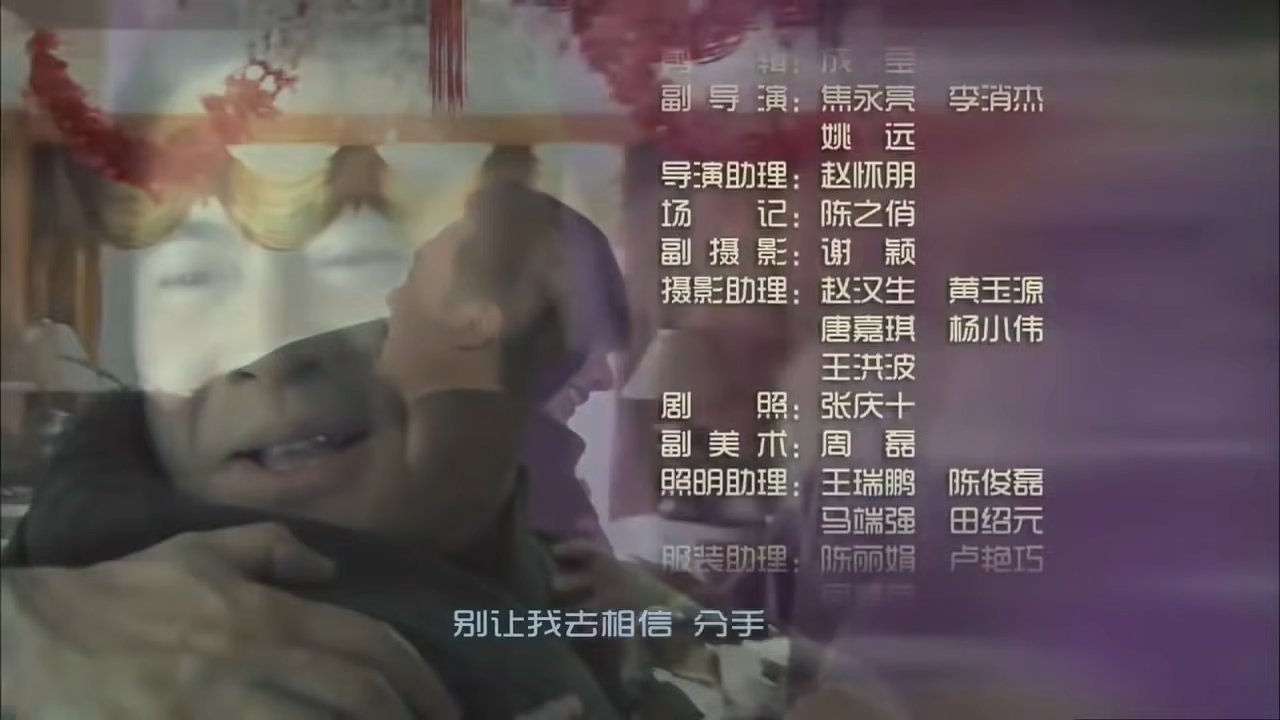 剪 辑：成 莹
副 导 演：焦永亮 李消杰
姚 远
导演助理：赵怀朋
场 记：陈之俏
副 摄 影：谢 颖
摄影助理：赵汉生 黄玉源
唐嘉琪 杨小伟
王洪波
剧 照：张庆十
副 美 术：周 磊
照明助理：王瑞鹏 陈俊磊
马端强 田绍元
服装助理：陈丽娟 卢艳巧
别让我去相信 分手